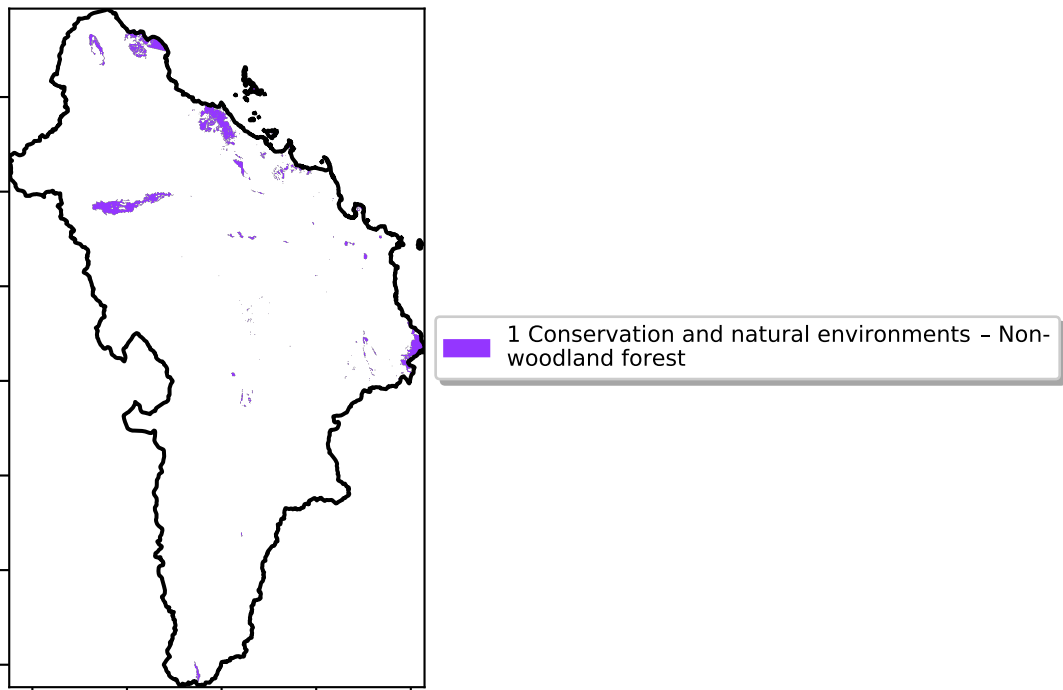 1 Conservation and natural environments – Non-
woodland forest